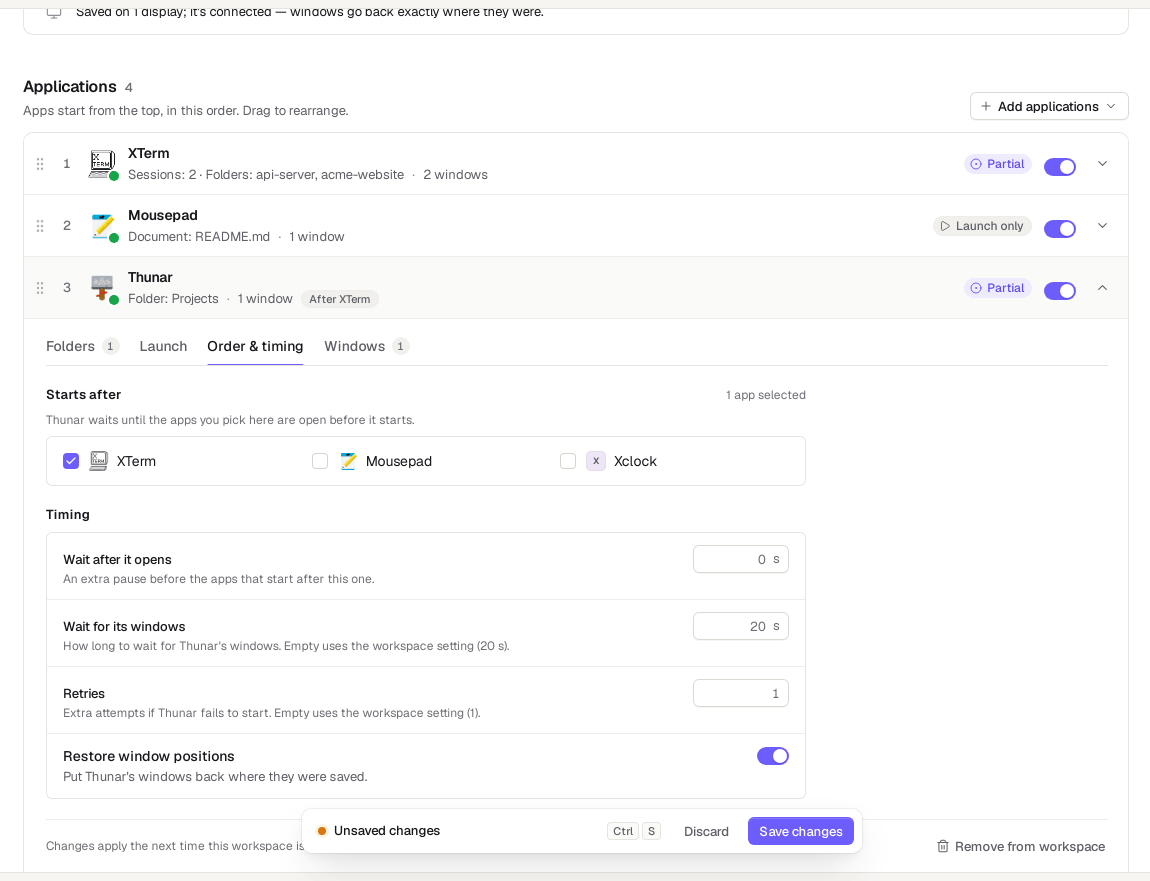 Saved on 1 display; it's connected — windows go back exactly where they were.
Applications 4
Apps start from the top, in this order. Drag to rearrange.
Add applications
1
XTerm
Sessions: 2 · Folders: api-server, acme-website · 2 windows
Partial
2
Mousepad
Document: README.md · 1 window
Launch only
3
Thunar
Folder: Projects · 1 window After XTerm
Partial
Folders 1 Launch Order & timing Windows 1
Starts after
1 app selected
Thunar waits until the apps you pick here are open before it starts.
XTerm Mousepad X Xclock
Timing
Wait after it opens
0 s
An extra pause before the apps that start after this one.
Wait for its windows
20 s
How long to wait for Thunar's windows. Empty uses the workspace setting (20 s).
Retries
1
Extra attempts if Thunar fails to start. Empty uses the workspace setting (1).
Restore window positions
Put Thunar's windows back where they were saved.
Unsaved changes Ctrl S Discard Save changes
Changes apply the next time this workspace is
Remove from workspace